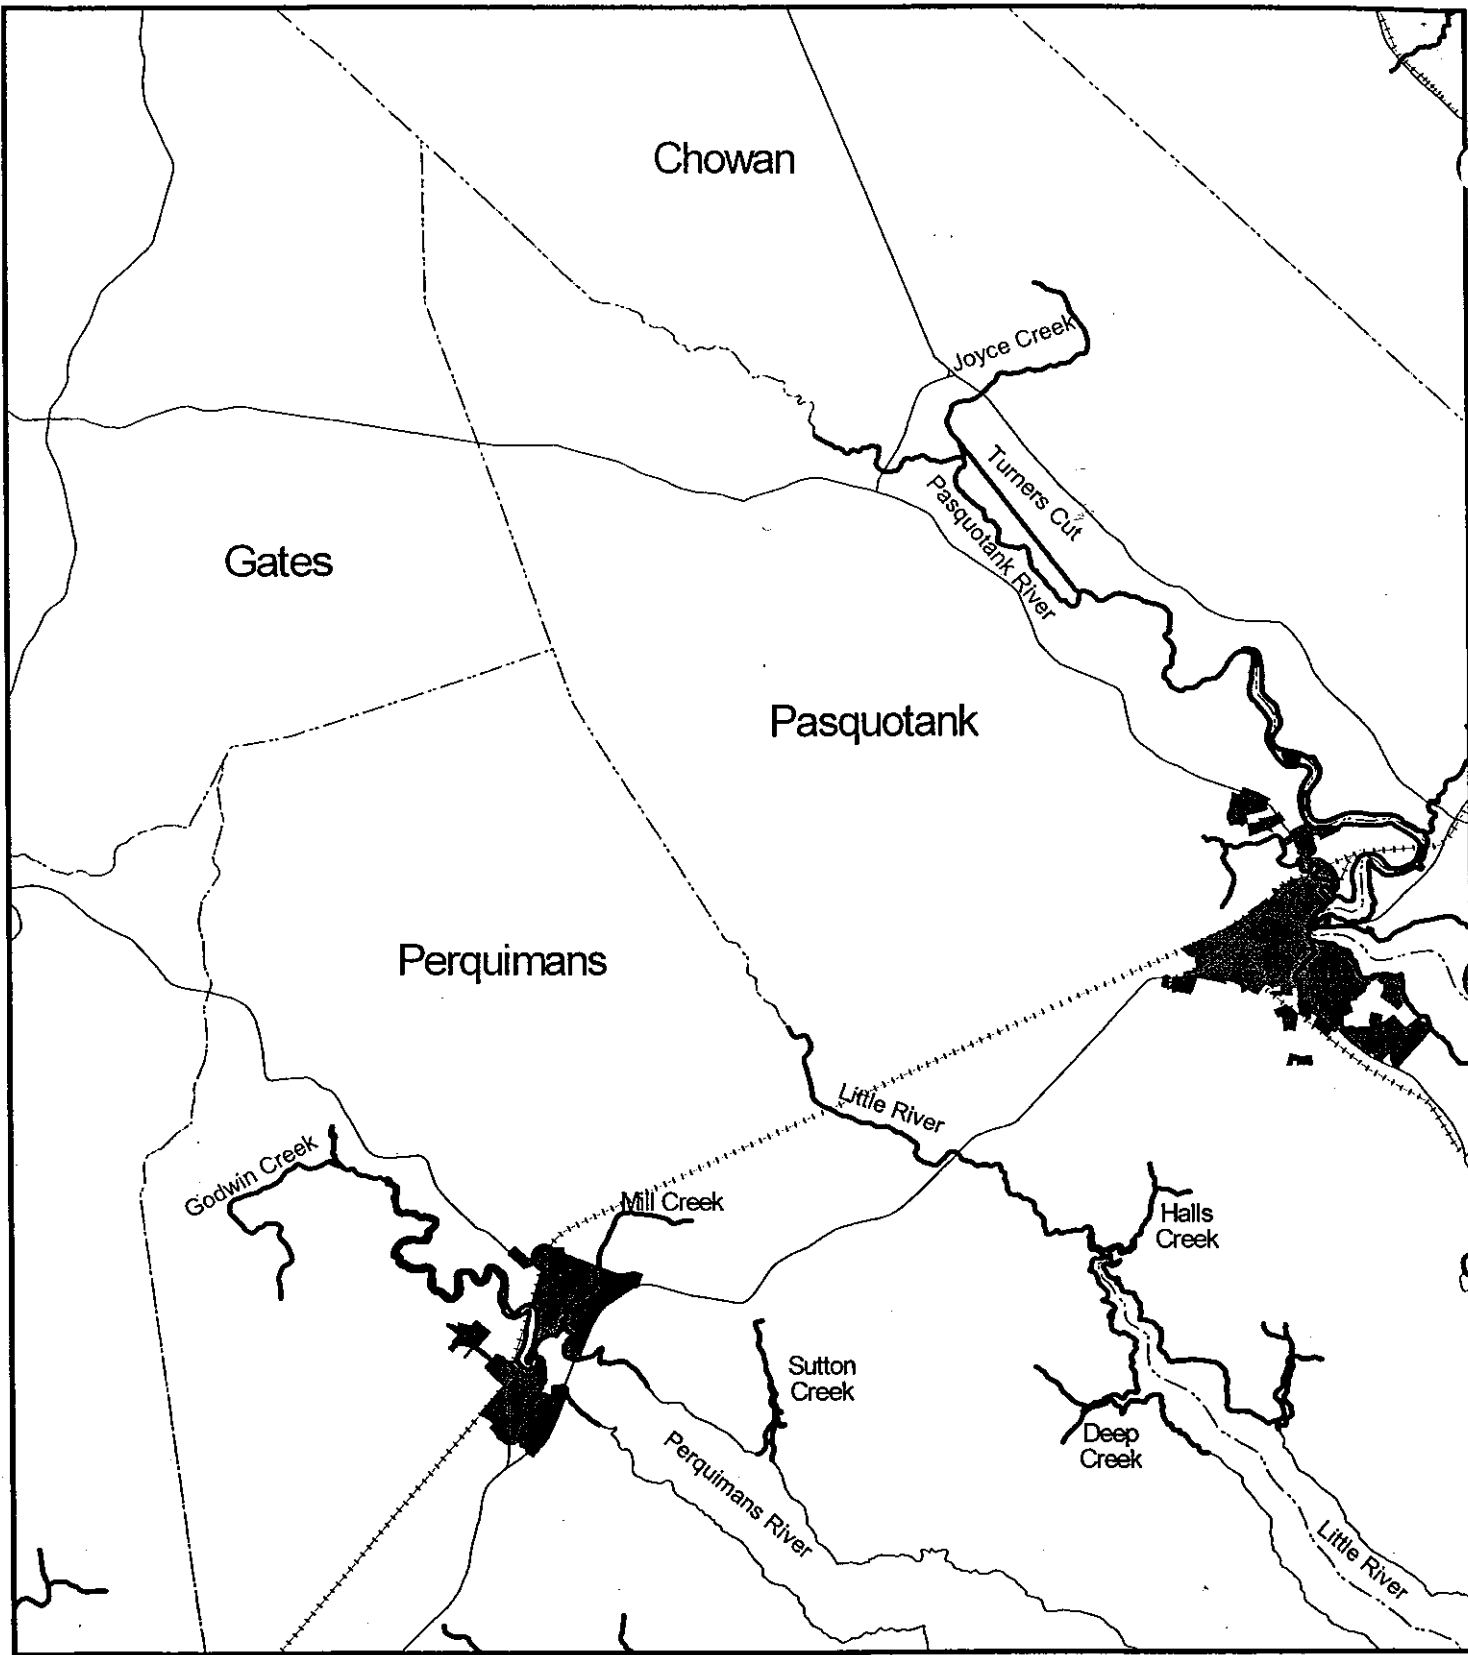 Chowan
Joyce Creek
Turners Cut
Pasquotank River
Gates
Pasquotank
Perquimans
Little River
Godwin Creek
Mill Creek
Halls
Creek
Sutton
Creek
Deep
Creek
Perquimans River
Little River